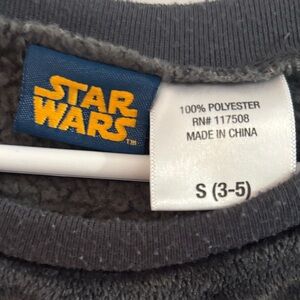 STAR
WARS
TM
100% POLYESTER
RN# 117508
MADE IN CHINA
S (3-5)